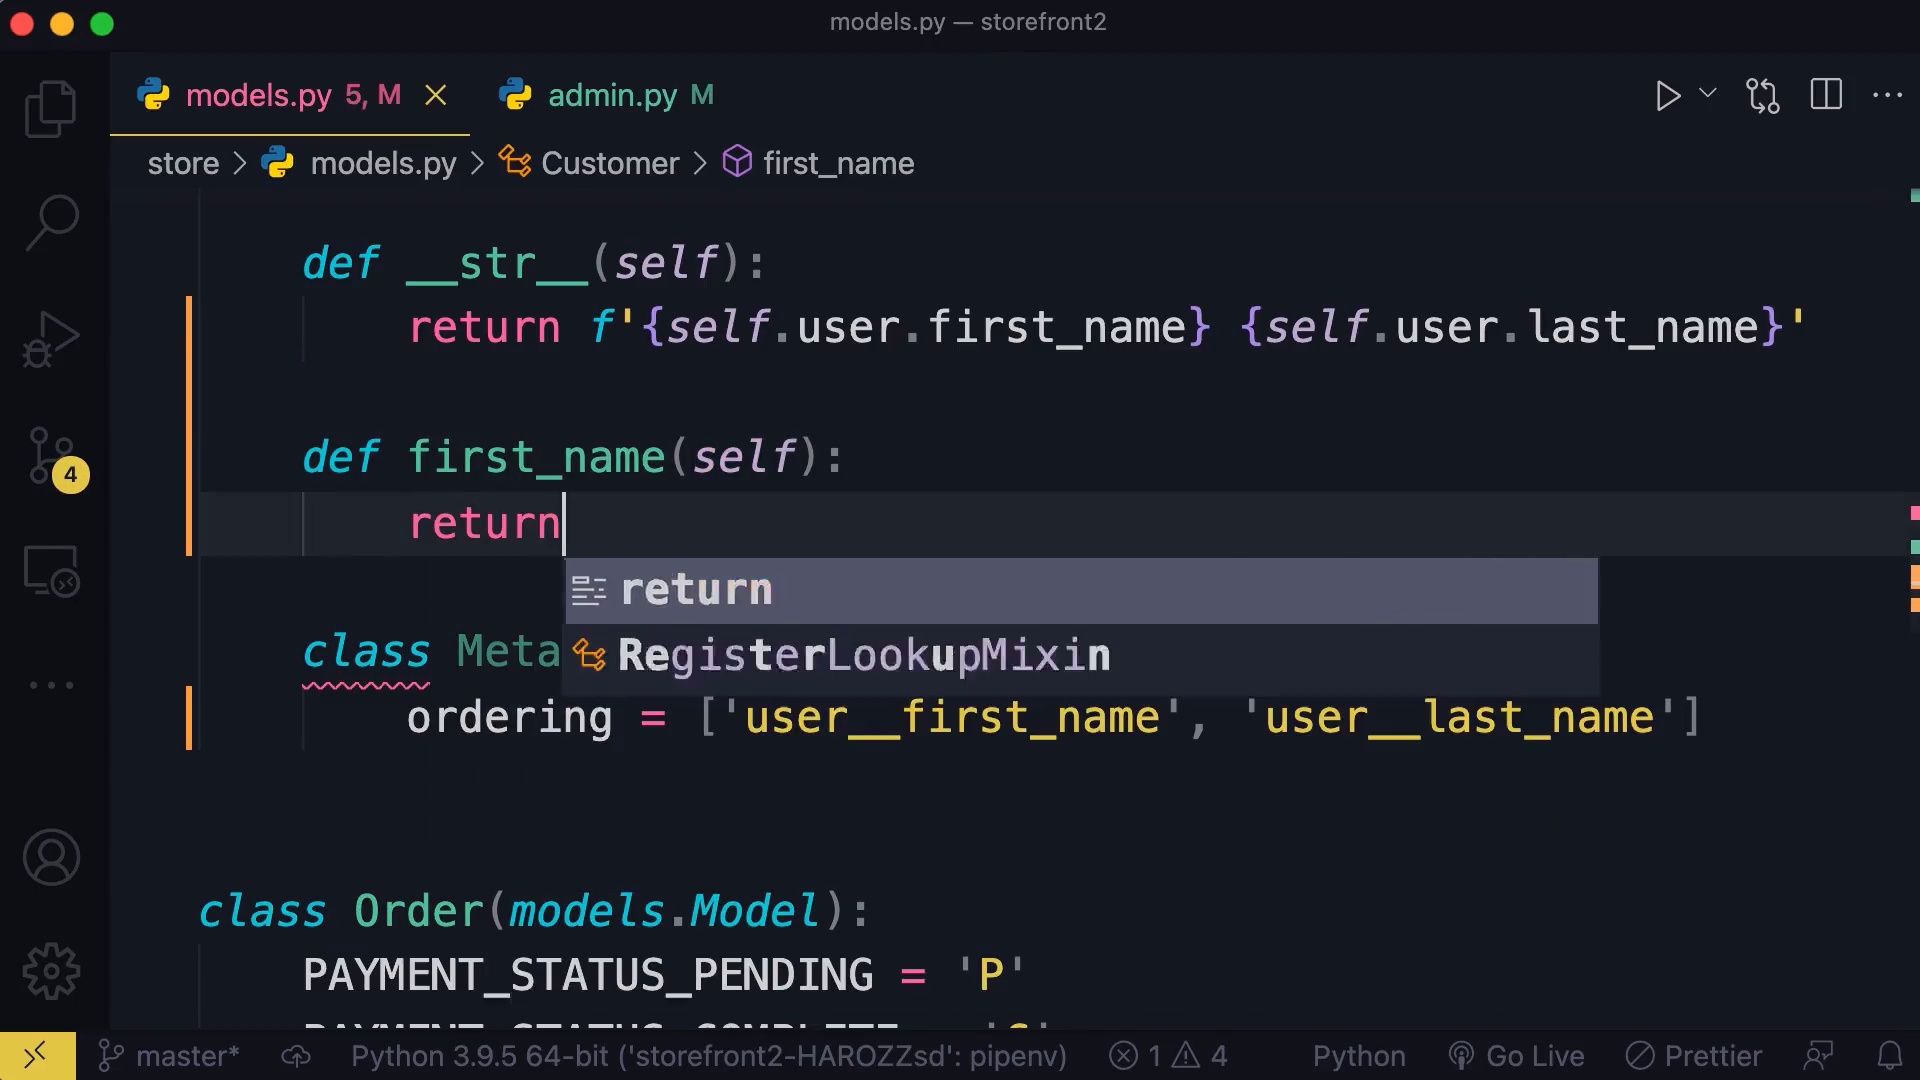 models.py — storefront2
models.py 5, M
admin.py M
store > models.py > Customer > first_name
def __str__(self):
return f'{self.user.first_name} {self.user.last_name}'
def first_name(self):
return
return
RegisterLookupMixin
class Meta
ordering = ['user__first_name', 'user__last_name']
class Order(models.Model):
PAYMENT_STATUS_PENDING = 'P'
4
master*
Python 3.9.5 64-bit ('storefront2-HAROZZsd': pipenv)
1
4
Python
Go Live
Prettier